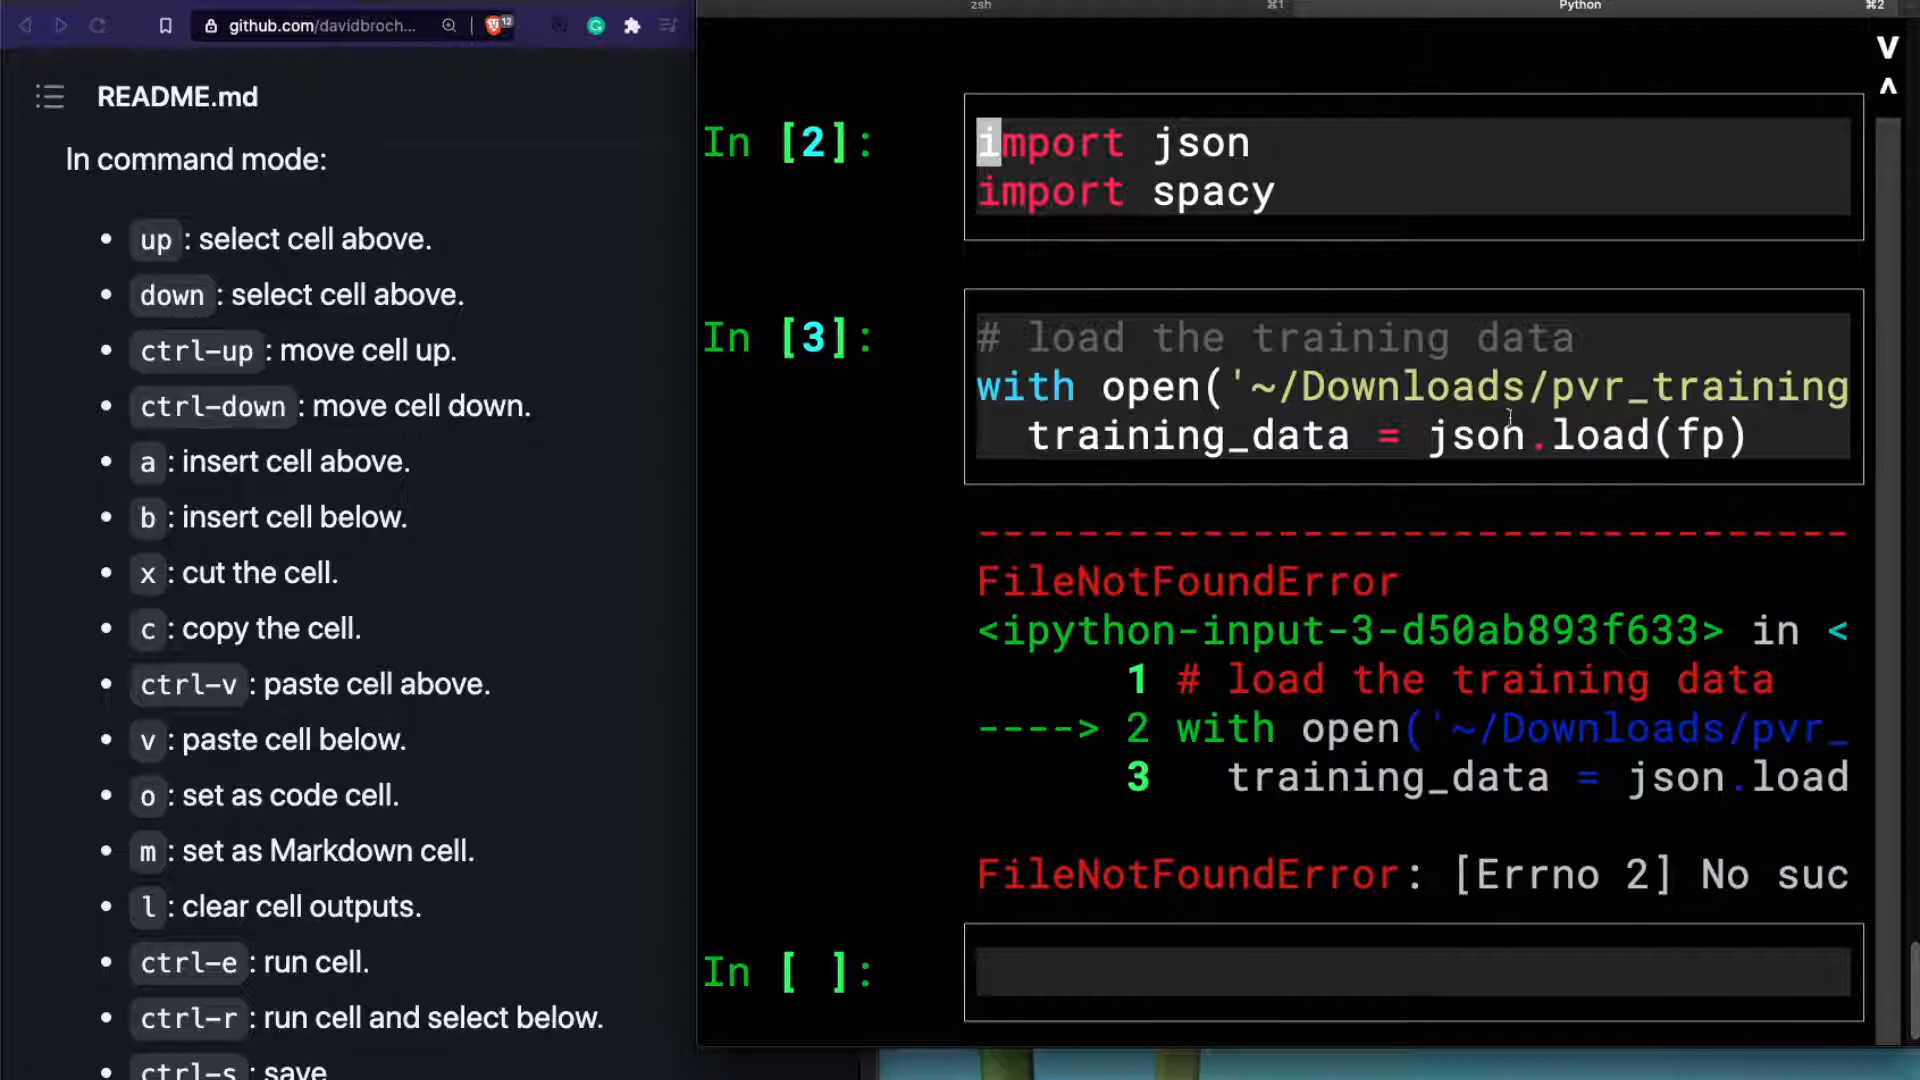 github.com/davidbroch...
12
README.md
In command mode:
up : select cell above.
down : select cell above.
ctrl-up : move cell up.
ctrl-down : move cell down.
a : insert cell above.
b : insert cell below.
x : cut the cell.
c : copy the cell.
ctrl-v : paste cell above.
v : paste cell below.
o : set as code cell.
m : set as Markdown cell.
l : clear cell outputs.
ctrl-e : run cell.
ctrl-r : run cell and select below.
ctrl-s : save
zsh ⌘1 Python ⌘2
v
^
In [2]: import json
import spacy
In [3]: # load the training data
with open('~/Downloads/pvr_training
training_data = json.load(fp)
-----------------------------------
FileNotFoundError
<ipython-input-3-d50ab893f633> in <
1 # load the training data
----> 2 with open('~/Downloads/pvr_
3 training_data = json.load
FileNotFoundError: [Errno 2] No suc
In [ ]: